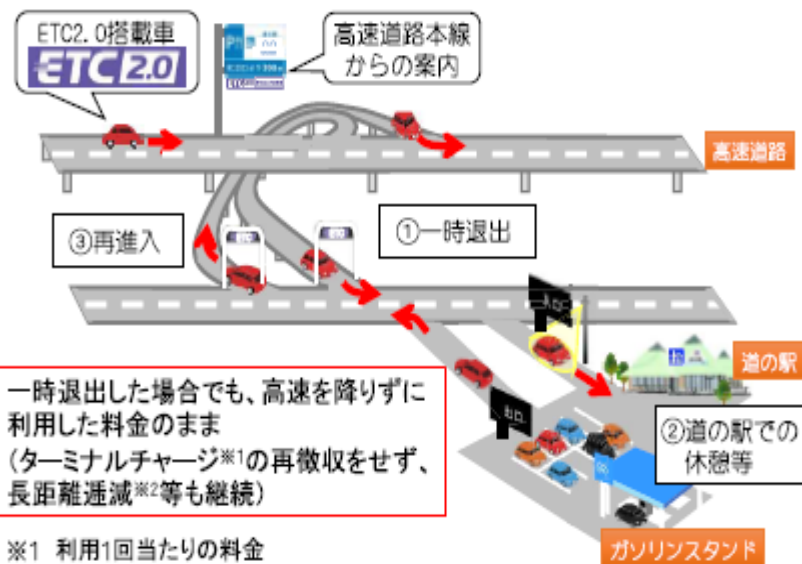 ETC2.0搭載車
ETC 2.0
高速道路本線
からの案内
高速道路
③再進入
①一時退出
ETC
ETC
入口
道の駅
出口
②道の駅での
休憩等
一時退出した場合でも、高速を降りずに
利用した料金のまま
(ターミナルチャージ※1の再徴収をせず、
長距離逓減※2等も継続)
※1 利用1回当たりの料金
ガソリンスタンド